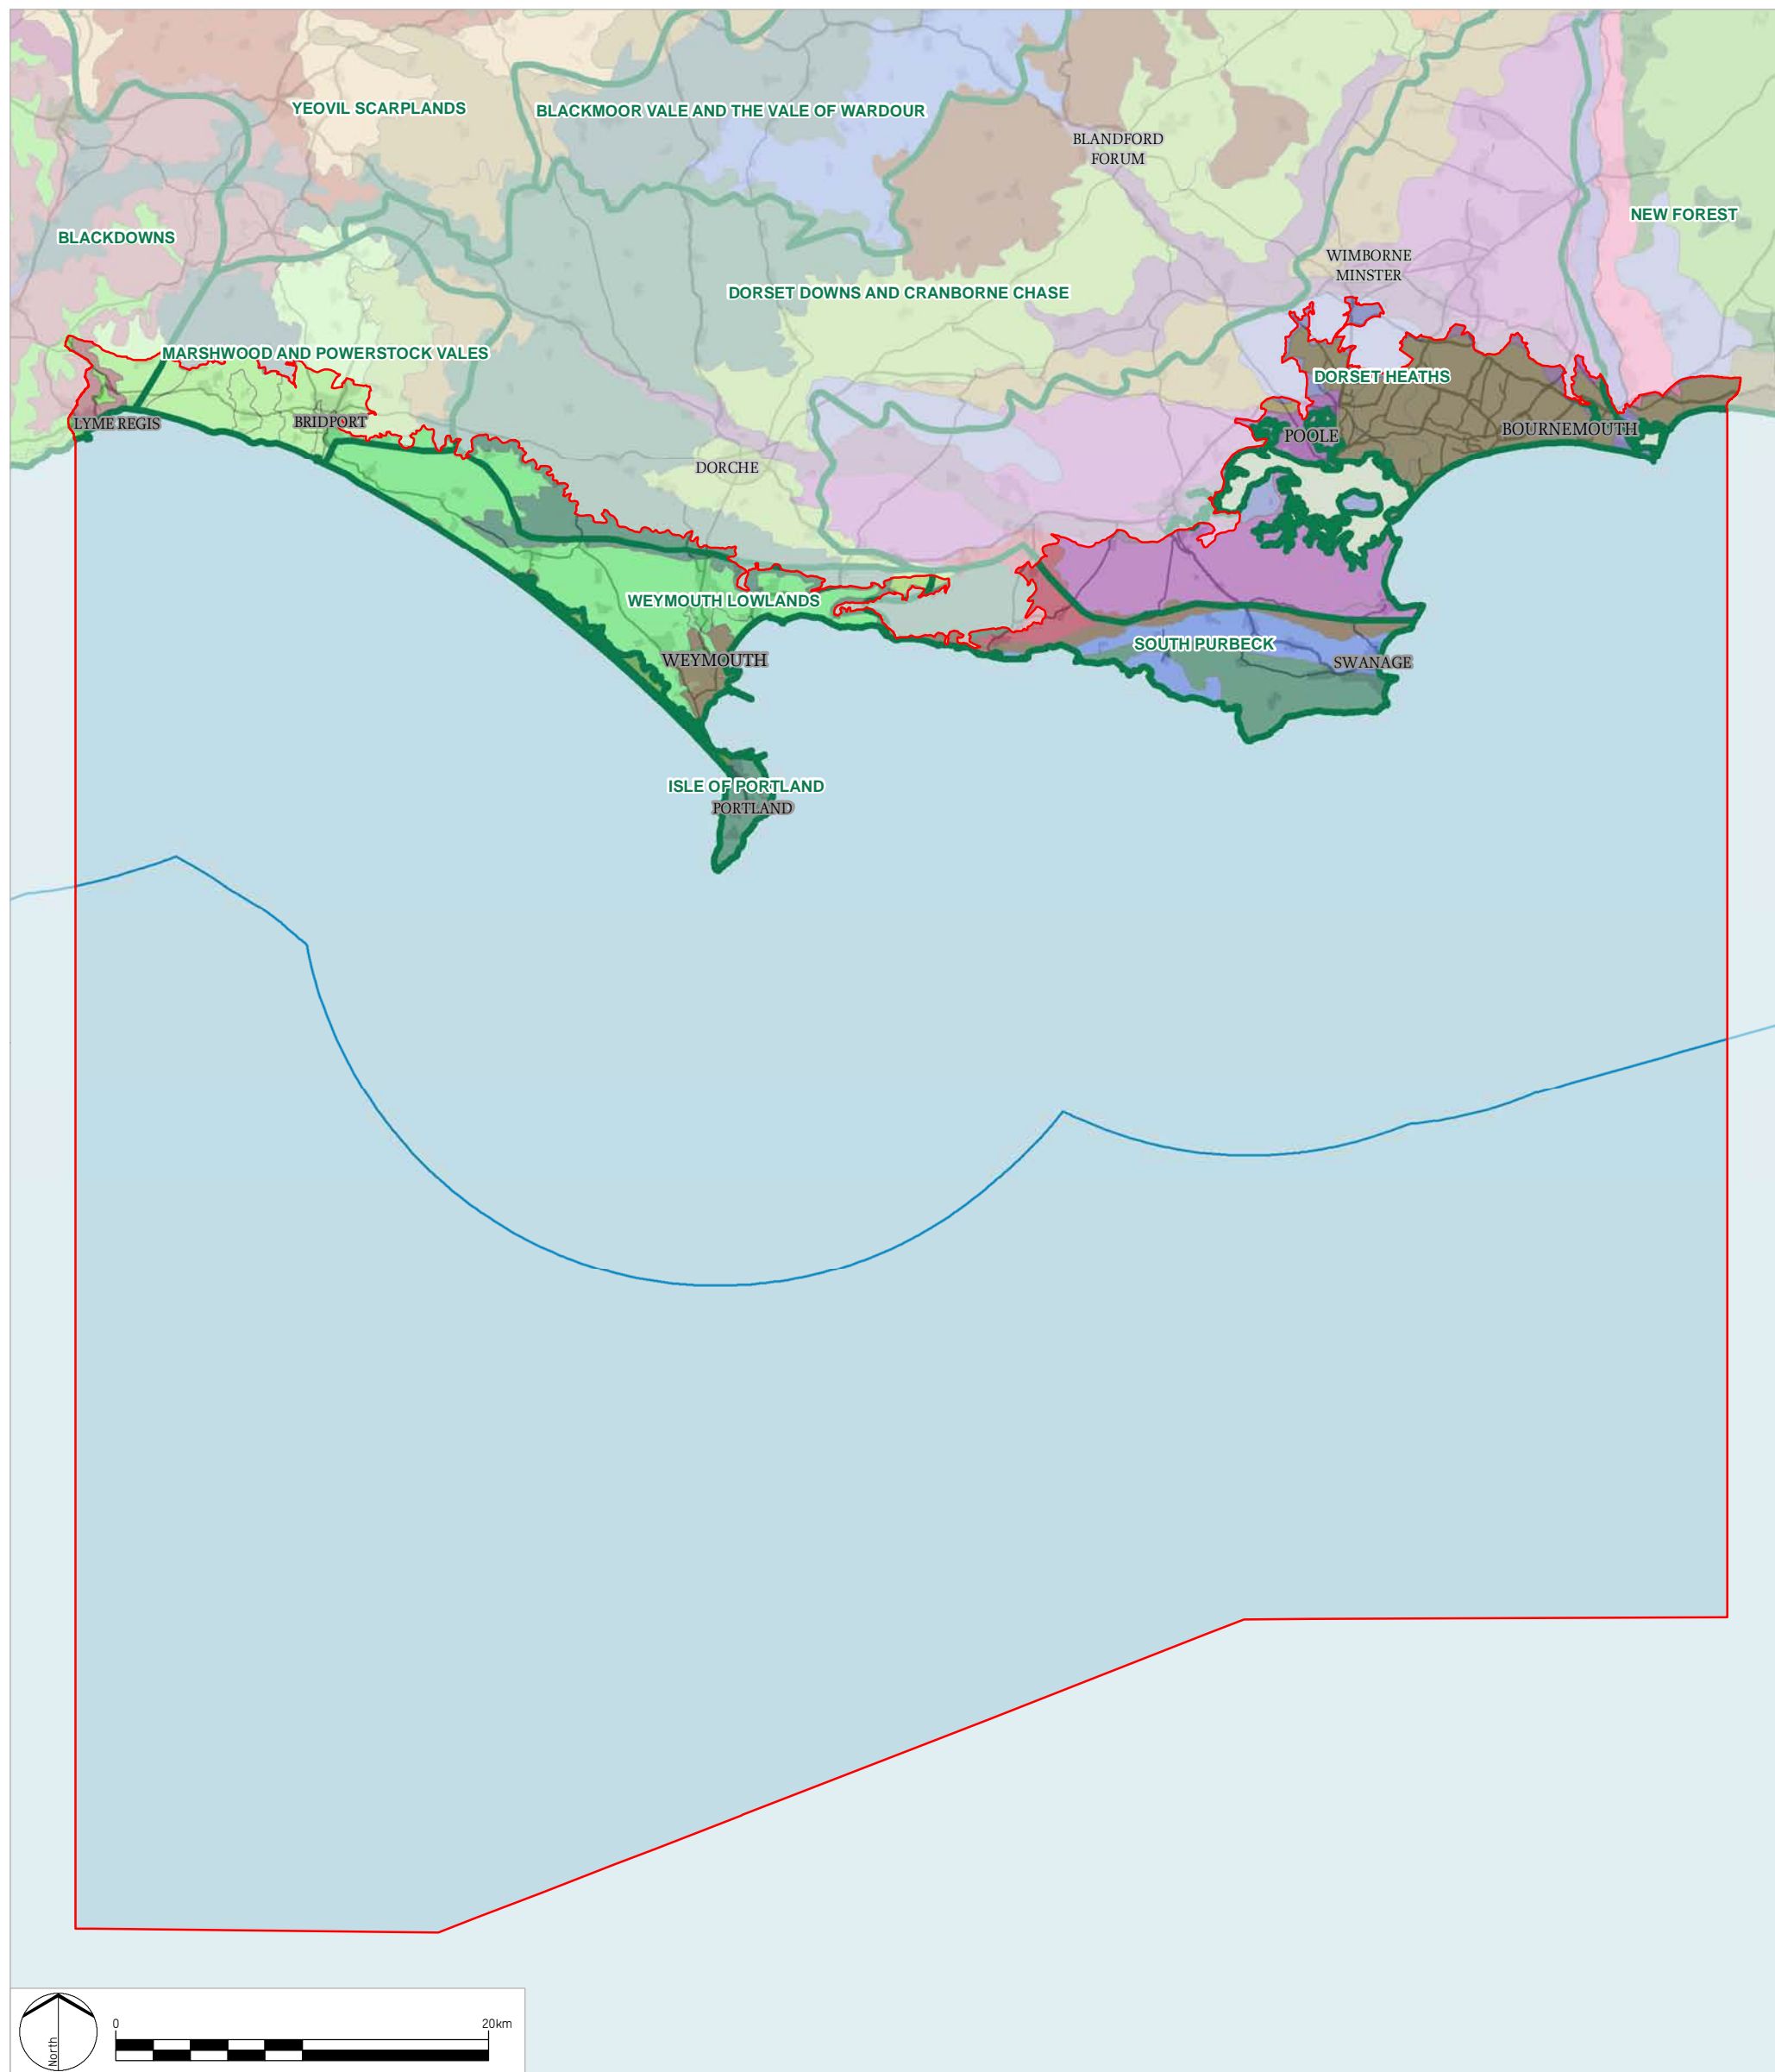 YEOVIL SCARPLANDS
BLACKMOOR VALE AND THE VALE OF WARDOUR
BLANDFORD
FORUM
NEW FOREST
BLACKDOWNS
WIMBORNE
MINSTER
DORSET DOWNS AND CRANBORNE CHASE
MARSHWOOD AND POWERSTOCK VALES
DORSET HEATHS
LYME REGIS
BRIDPORT
POOLE
BOURNEMOUTH
DORCHE
WEYMOUTH LOWLANDS
SOUTH PURBECK
WEYMOUTH
SWANAGE
ISLE OF PORTLAND
PORTLAND
North
0
20km